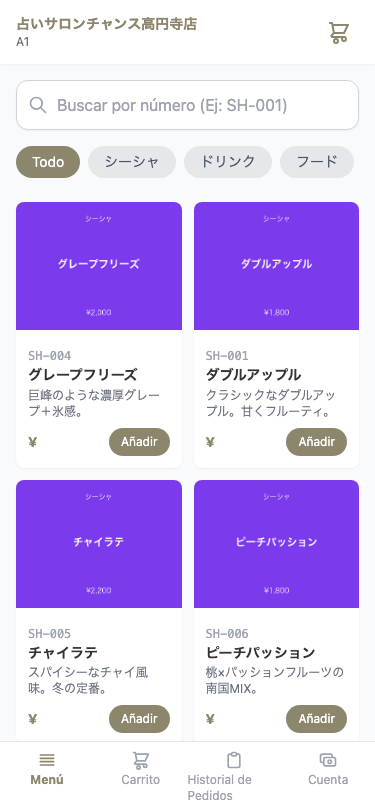 占いサロンチャンス高円寺店
A1
Buscar por número (Ej: SH-001)
Todo
シーシャ
ドリンク
フード
シーシャ
グレープフリーズ
¥2,000
シーシャ
ダブルアップル
¥1,800
SH-004
グレープフリーズ
巨峰のような濃厚グレー
プ＋氷感。
¥
Añadir
SH-001
ダブルアップル
クラシックなダブルアッ
プル。甘くフルーティ。
¥
Añadir
シーシャ
チャイラテ
¥2,200
シーシャ
ピーチパッション
¥1,800
SH-005
チャイラテ
スパイシーなチャイ風
味。冬の定番。
¥
Añadir
SH-006
ピーチパッション
桃×パッションフルーツの
南国MIX。
¥
Añadir
Menú
Carrito
Historial de
Pedidos
Cuenta